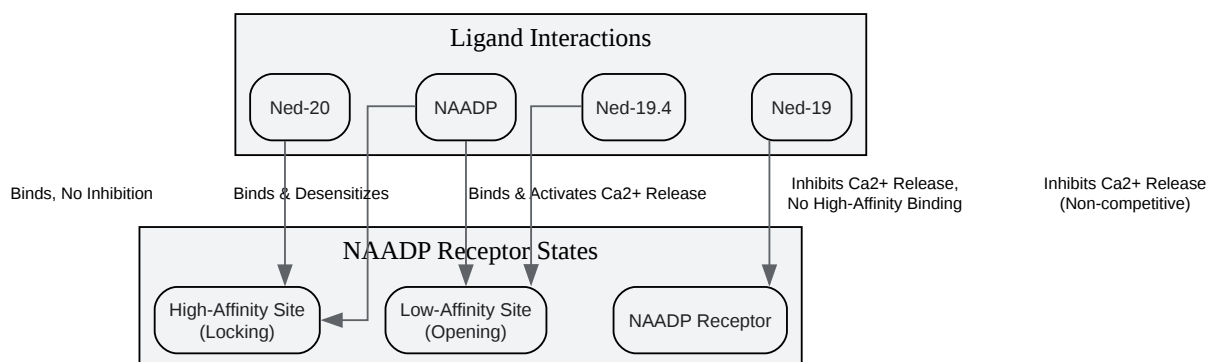 Ligand Interactions
Ned-20
NAADP
Ned-19.4
Ned-19
Binds, No Inhibition
Binds & Desensitizes
Binds & Activates Ca2+ Release
Inhibits Ca2+ Release,
No High-Affinity Binding
Inhibits Ca2+ Release
(Non-competitive)
NAADP Receptor States
High-Affinity Site
(Locking)
Low-Affinity Site
(Opening)
NAADP Receptor